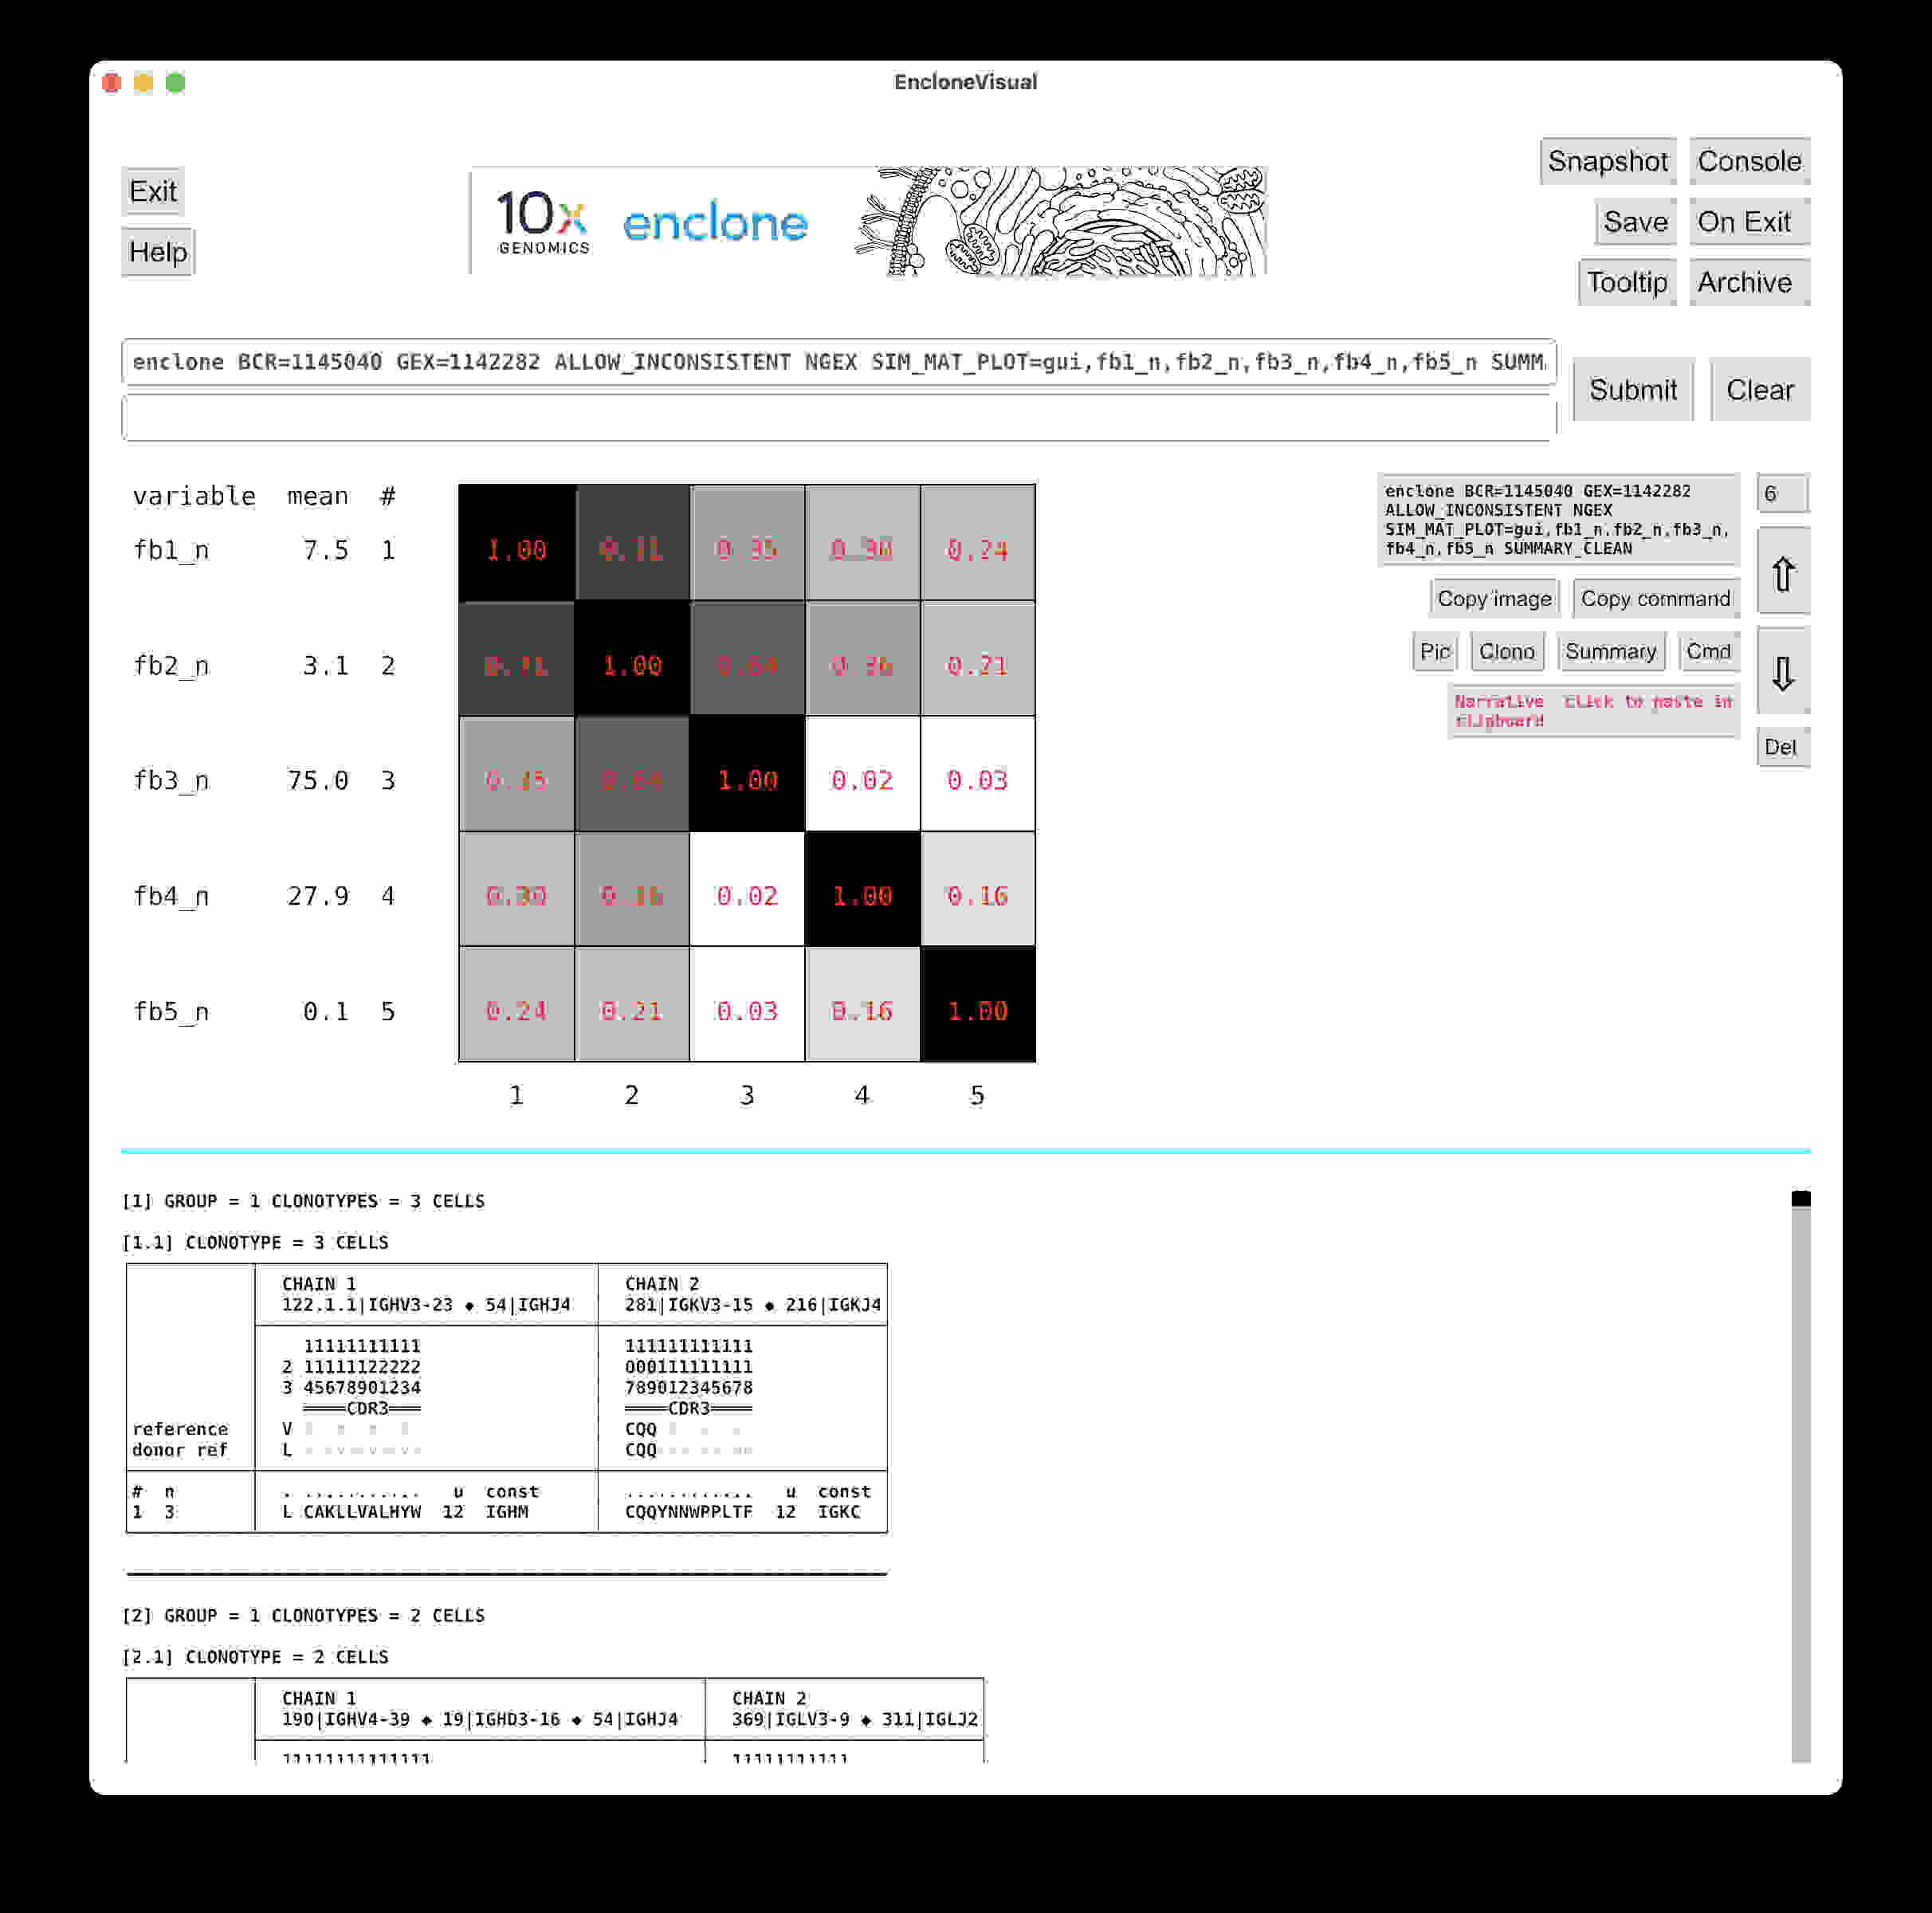 EncloneVisual
Exit
Help
10x
GENOMICS
enclone
Snapshot Console
Save On Exit
Tooltip Archive
enclone BCR=1145040 GEX=1142282 ALLOW_INCONSISTENT NGEX SIM_MAT_PLOT=gui,fb1_n,fb2_n,fb3_n,fb4_n,fb5_n SUMM
Submit Clear
variable mean #
fb1_n 7.5 1 1.00 0.71 0.35 0.30 0.24
fb2_n 3.1 2 0.71 1.00 0.64 0.36 0.21
fb3_n 75.0 3 0.35 0.64 1.00 0.02 0.03
fb4_n 27.9 4 0.30 0.36 0.02 1.00 0.16
fb5_n 0.1 5 0.24 0.21 0.03 0.16 1.00
1 2 3 4 5
enclone BCR=1145040 GEX=1142282
ALLOW_INCONSISTENT NGEX
SIM_MAT_PLOT=gui,fb1_n,fb2_n,fb3_n,
fb4_n,fb5_n SUMMARY_CLEAN
6
⇧
Copy image Copy command
Pic Clono Summary Cmd
⇩
Narrative Click to paste in
clipboard
Del
[1] GROUP = 1 CLONOTYPES = 3 CELLS
[1.1] CLONOTYPE = 3 CELLS
CHAIN 1 CHAIN 2
122.1.1|IGHV3-23 ◆ 54|IGHJ4 281|IGKV3-15 ◆ 216|IGKJ4
11111111111 111111111111
2 11111122222 000111111111
3 45678901234 789012345678
════CDR3═══ ════CDR3════
reference V CQQ
donor ref L CQQ
# n . ........... u const ............ u const
1 3 L CAKLLVALHYW 12 IGHM CQQYNNWPPLTF 12 IGKC
[2] GROUP = 1 CLONOTYPES = 2 CELLS
[2.1] CLONOTYPE = 2 CELLS
CHAIN 1 CHAIN 2
190|IGHV4-39 ◆ 19|IGHD3-16 ◆ 54|IGHJ4 369|IGLV3-9 ◆ 311|IGLJ2
11111111111111 11111111111